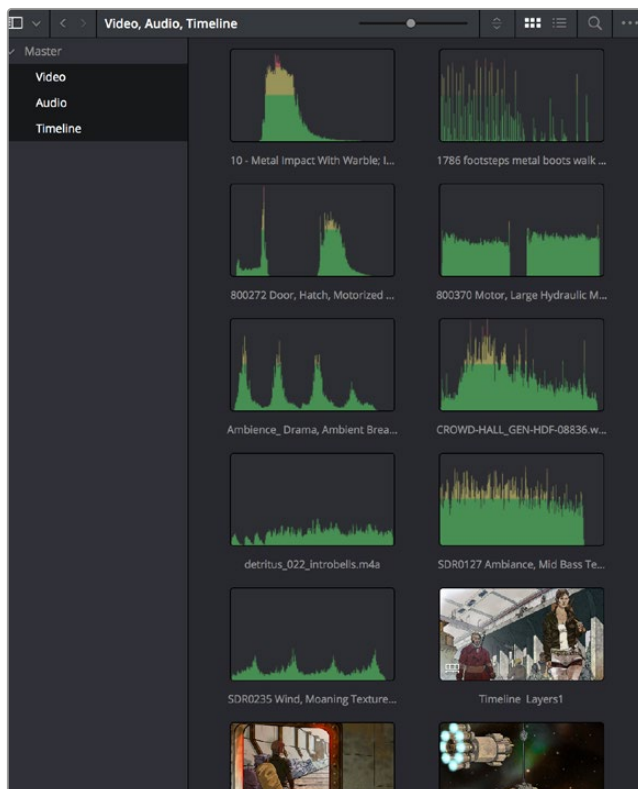 Video, Audio, Timeline
Master
Video
Audio
Timeline
10 - Metal Impact With Warble; I...
1786 footsteps metal boots walk ...
800272 Door, Hatch, Motorized ...
800370 Motor, Large Hydraulic M...
Ambience_ Drama, Ambient Brea...
CROWD-HALL_GEN-HDF-08836.w...
detritus_022_introbells.m4a
SDR0127 Ambiance, Mid Bass Te...
SDR0235 Wind, Moaning Texture...
Timeline Layers1